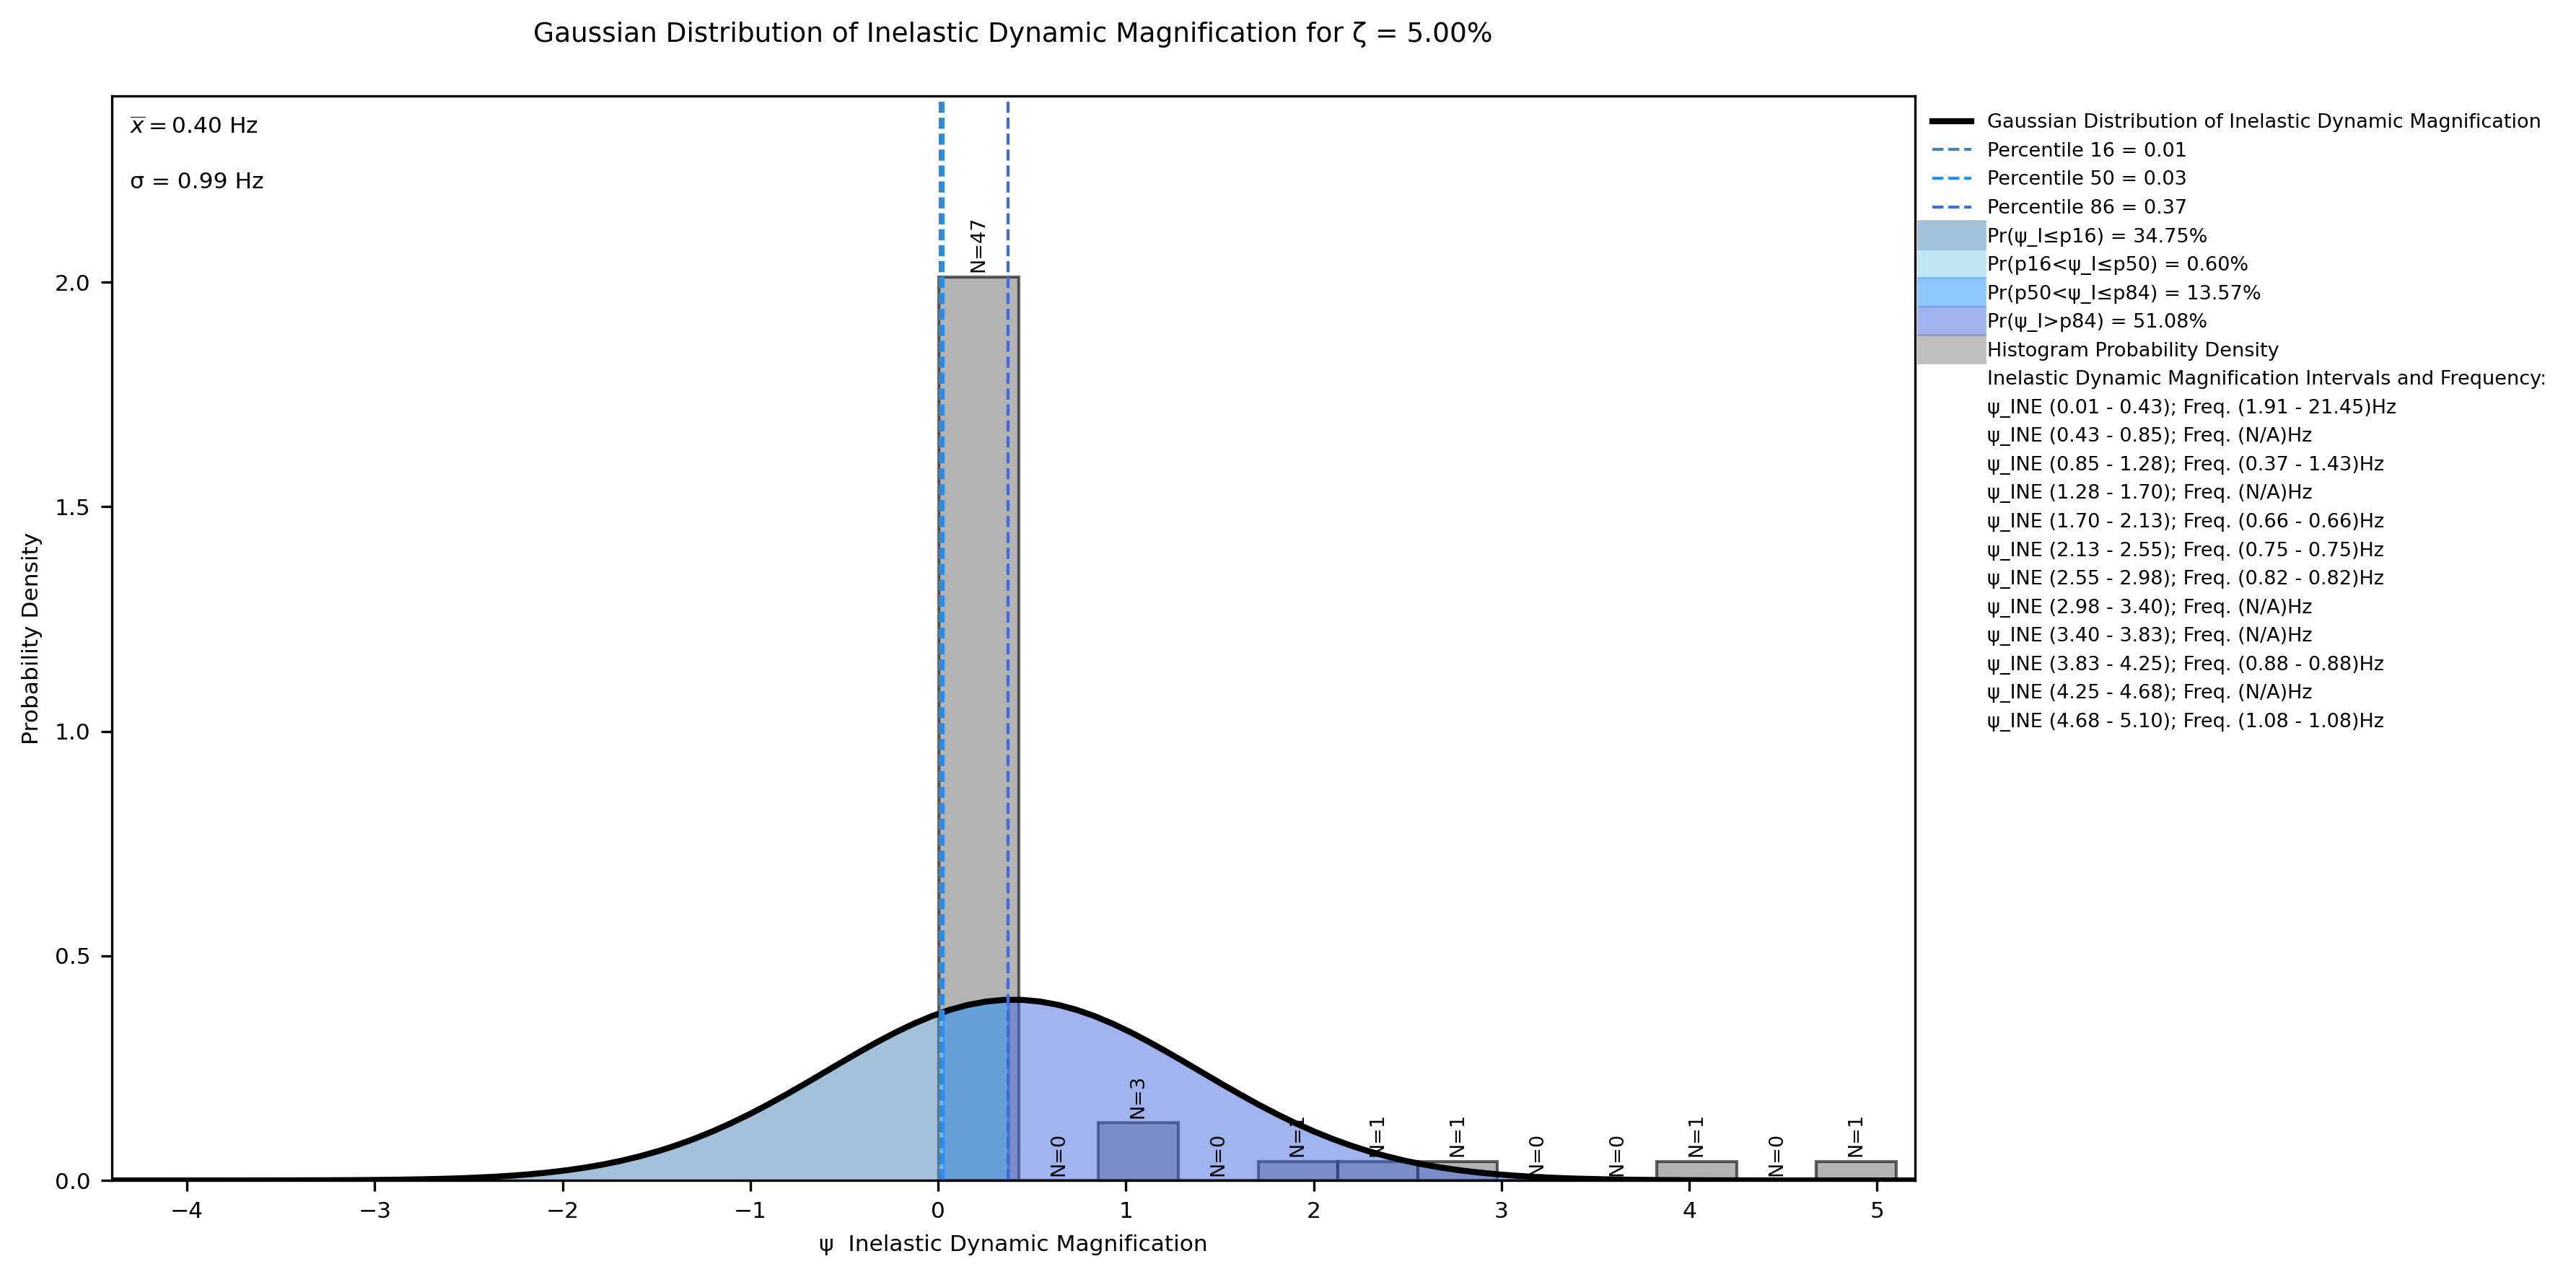 Gaussian Distribution of Inelastic Dynamic Magnification for ζ = 5.00%
x̅ = 0.40 Hz
σ = 0.99 Hz
Probability Density
2.0
1.5
1.0
0.5
0.0
N=47
N=0
N=3
N=0
N=1
N=1
N=1
N=0
N=0
N=1
N=0
N=1
−4
−3
−2
−1
0
1
2
3
4
5
ψ  Inelastic Dynamic Magnification
Gaussian Distribution of Inelastic Dynamic Magnification
Percentile 16 = 0.01
Percentile 50 = 0.03
Percentile 86 = 0.37
Pr(ψ_I≤p16) = 34.75%
Pr(p16<ψ_I≤p50) = 0.60%
Pr(p50<ψ_I≤p84) = 13.57%
Pr(ψ_I>p84) = 51.08%
Histogram Probability Density
Inelastic Dynamic Magnification Intervals and Frequency:
ψ_INE (0.01 - 0.43); Freq. (1.91 - 21.45)Hz
ψ_INE (0.43 - 0.85); Freq. (N/A)Hz
ψ_INE (0.85 - 1.28); Freq. (0.37 - 1.43)Hz
ψ_INE (1.28 - 1.70); Freq. (N/A)Hz
ψ_INE (1.70 - 2.13); Freq. (0.66 - 0.66)Hz
ψ_INE (2.13 - 2.55); Freq. (0.75 - 0.75)Hz
ψ_INE (2.55 - 2.98); Freq. (0.82 - 0.82)Hz
ψ_INE (2.98 - 3.40); Freq. (N/A)Hz
ψ_INE (3.40 - 3.83); Freq. (N/A)Hz
ψ_INE (3.83 - 4.25); Freq. (0.88 - 0.88)Hz
ψ_INE (4.25 - 4.68); Freq. (N/A)Hz
ψ_INE (4.68 - 5.10); Freq. (1.08 - 1.08)Hz